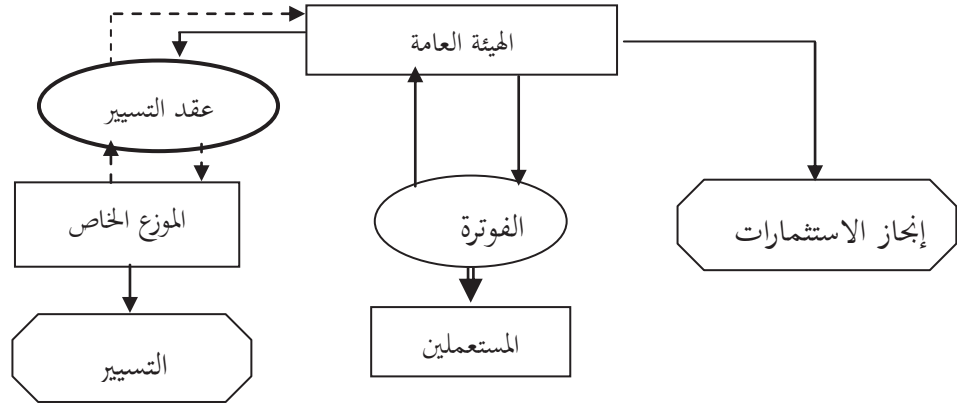 الهيئة العامة
عقد التسيير
الموزع الخاص
الفوترة
إنجاز الاستثمارات
المستعملين
التسيير